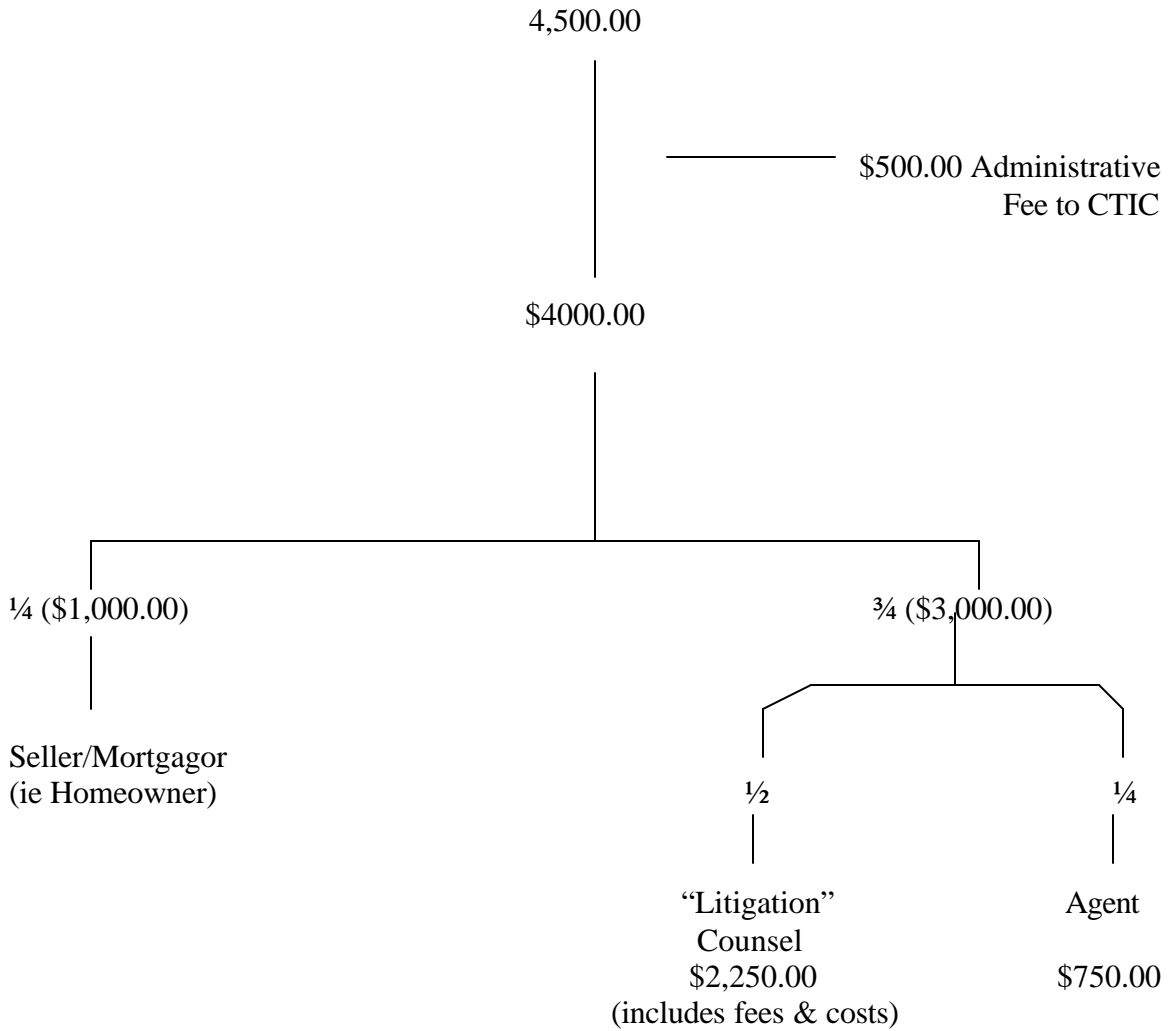 4,500.00
$500.00 Administrative
Fee to CTIC
$4000.00
¼ ($1,000.00)
¾ ($3,000.00)
Seller/Mortgagor
(ie Homeowner)
½
¼
“Litigation”
Counsel
$2,250.00
(includes fees & costs)
Agent
$750.00